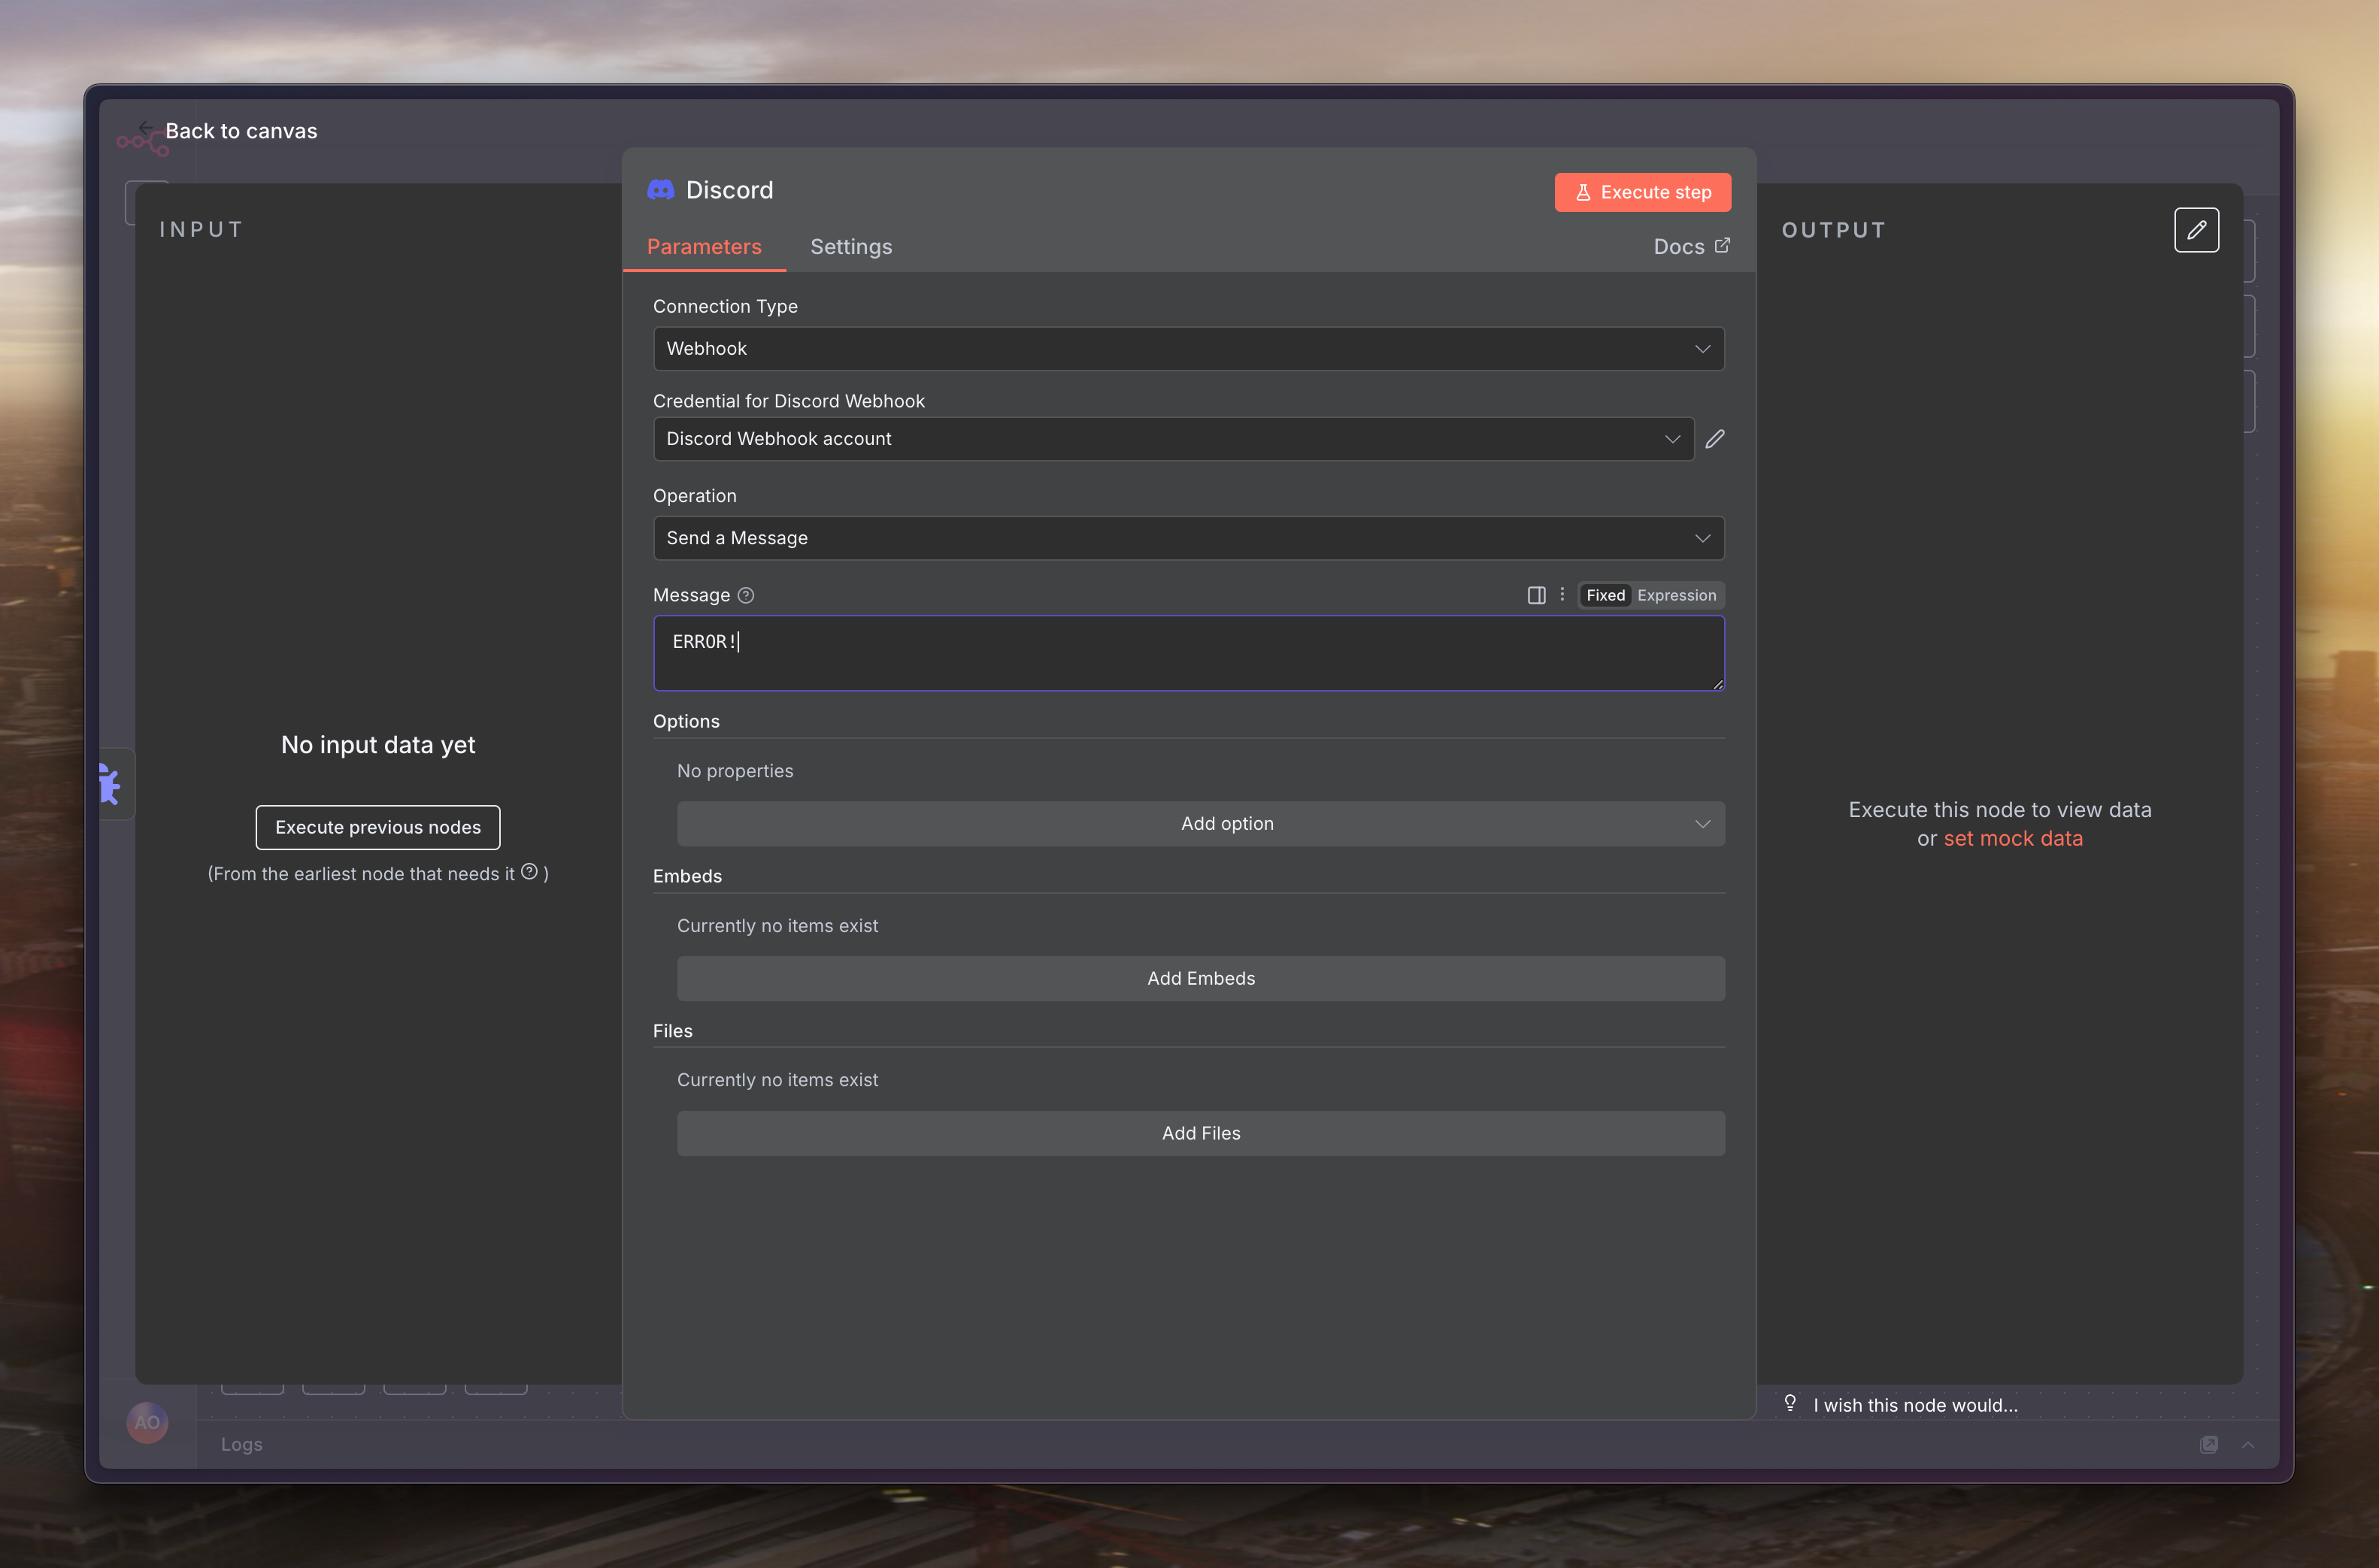 Back to canvas
INPUT
No input data yet
Execute previous nodes
(From the earliest node that needs it ? )
Discord
Execute step
Parameters
Settings
Docs
Connection Type
Webhook
Credential for Discord Webhook
Discord Webhook account
Operation
Send a Message
Message ?
Fixed Expression
ERROR!
Options
No properties
Add option
Embeds
Currently no items exist
Add Embeds
Files
Currently no items exist
Add Files
OUTPUT
Execute this node to view data
or set mock data
I wish this node would...
AO
Logs